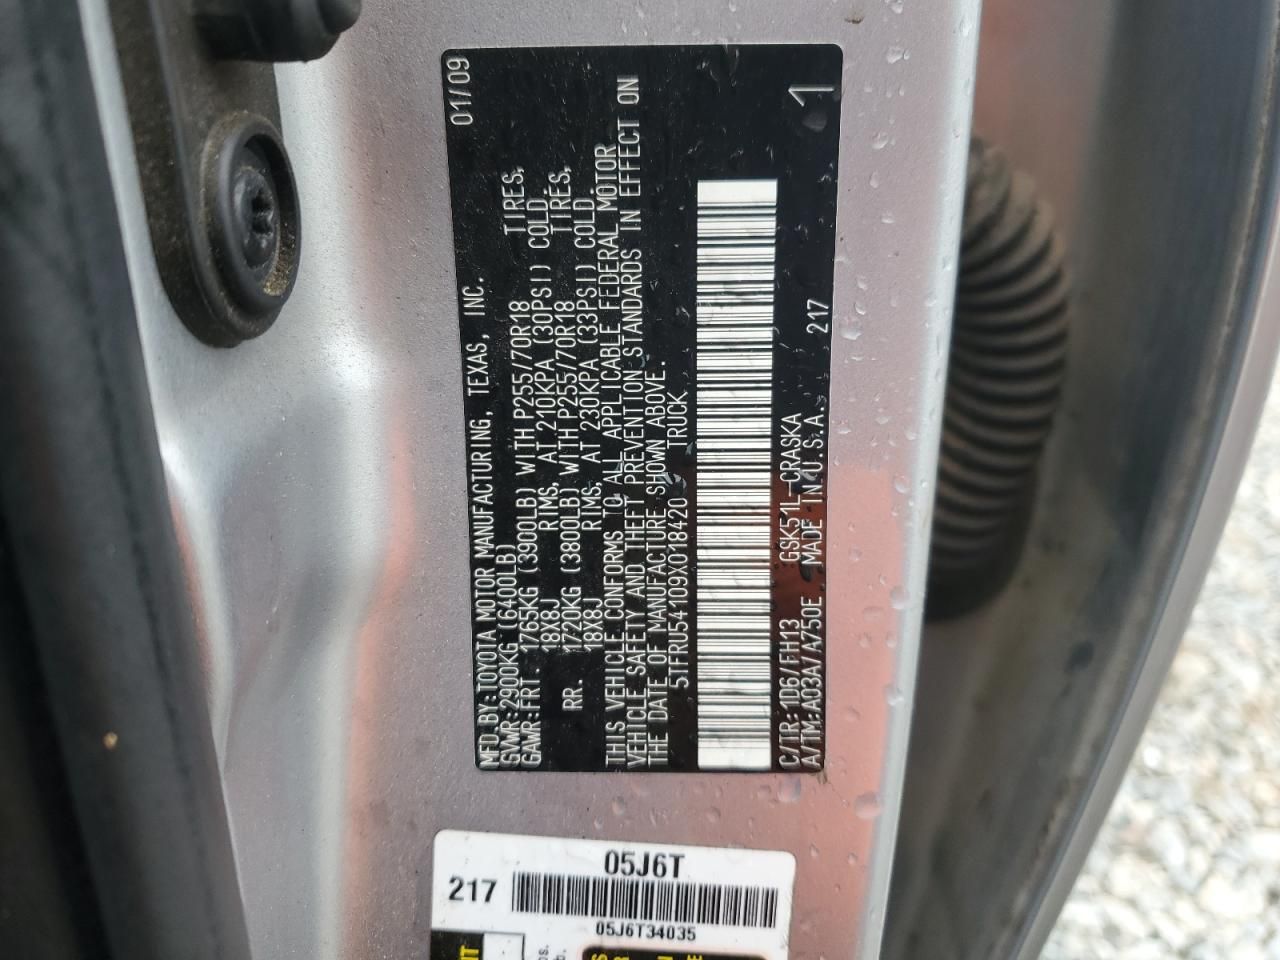 MFD.BY:TOYOTA MOTOR MANUFACTURING, TEXAS, INC. 01/09
GVWR:2900KG(6400LB)
GAWR:FRT. 1785KG (3900LB) WITH P255/70R18 TIRES,
18X8J RIMS, AT 210KPA (30PSI) COLD.
RR. 1720KG (3800LB) WITH P255/70R18 TIRES,
18X8J RIMS, AT 230KPA (33PSI) COLD.
THIS VEHICLE CONFORMS TO ALL APPLICABLE FEDERAL MOTOR
VEHICLE SAFETY AND THEFT PREVENTION STANDARDS IN EFFECT ON
THE DATE OF MANUFACTURE SHOWN ABOVE.
5TFRU54109X018420 TRUCK
C/TR:1D6/FH13 GSK51L-CRASKA
A/TM:A03A/A750E MADE IN U.S.A. 217 1
05J6T
217
05J6T34035